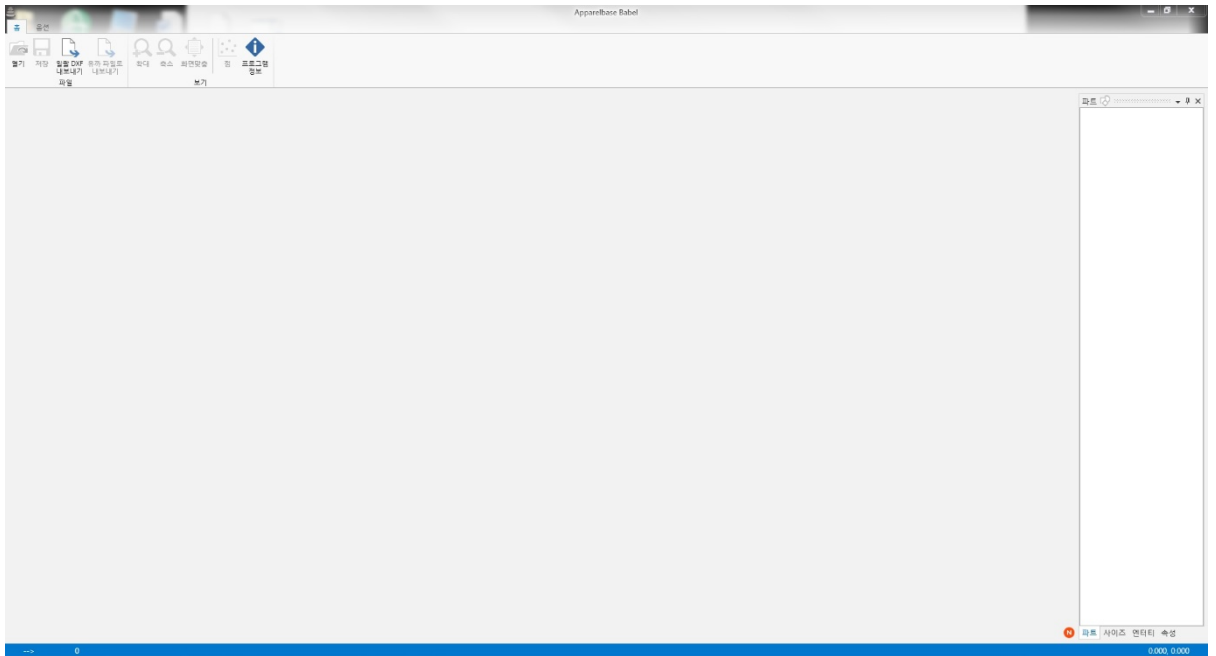 Apparelbase Babel
홈 옵션
열기 저장 일괄 DXF 내보내기 유까 파일로 내보내기 확대 축소 화면맞춤 점 프로그램 정보
파일 보기
파트
N
파트 사이즈 엔터티 속성
---> 0 0.000, 0.000